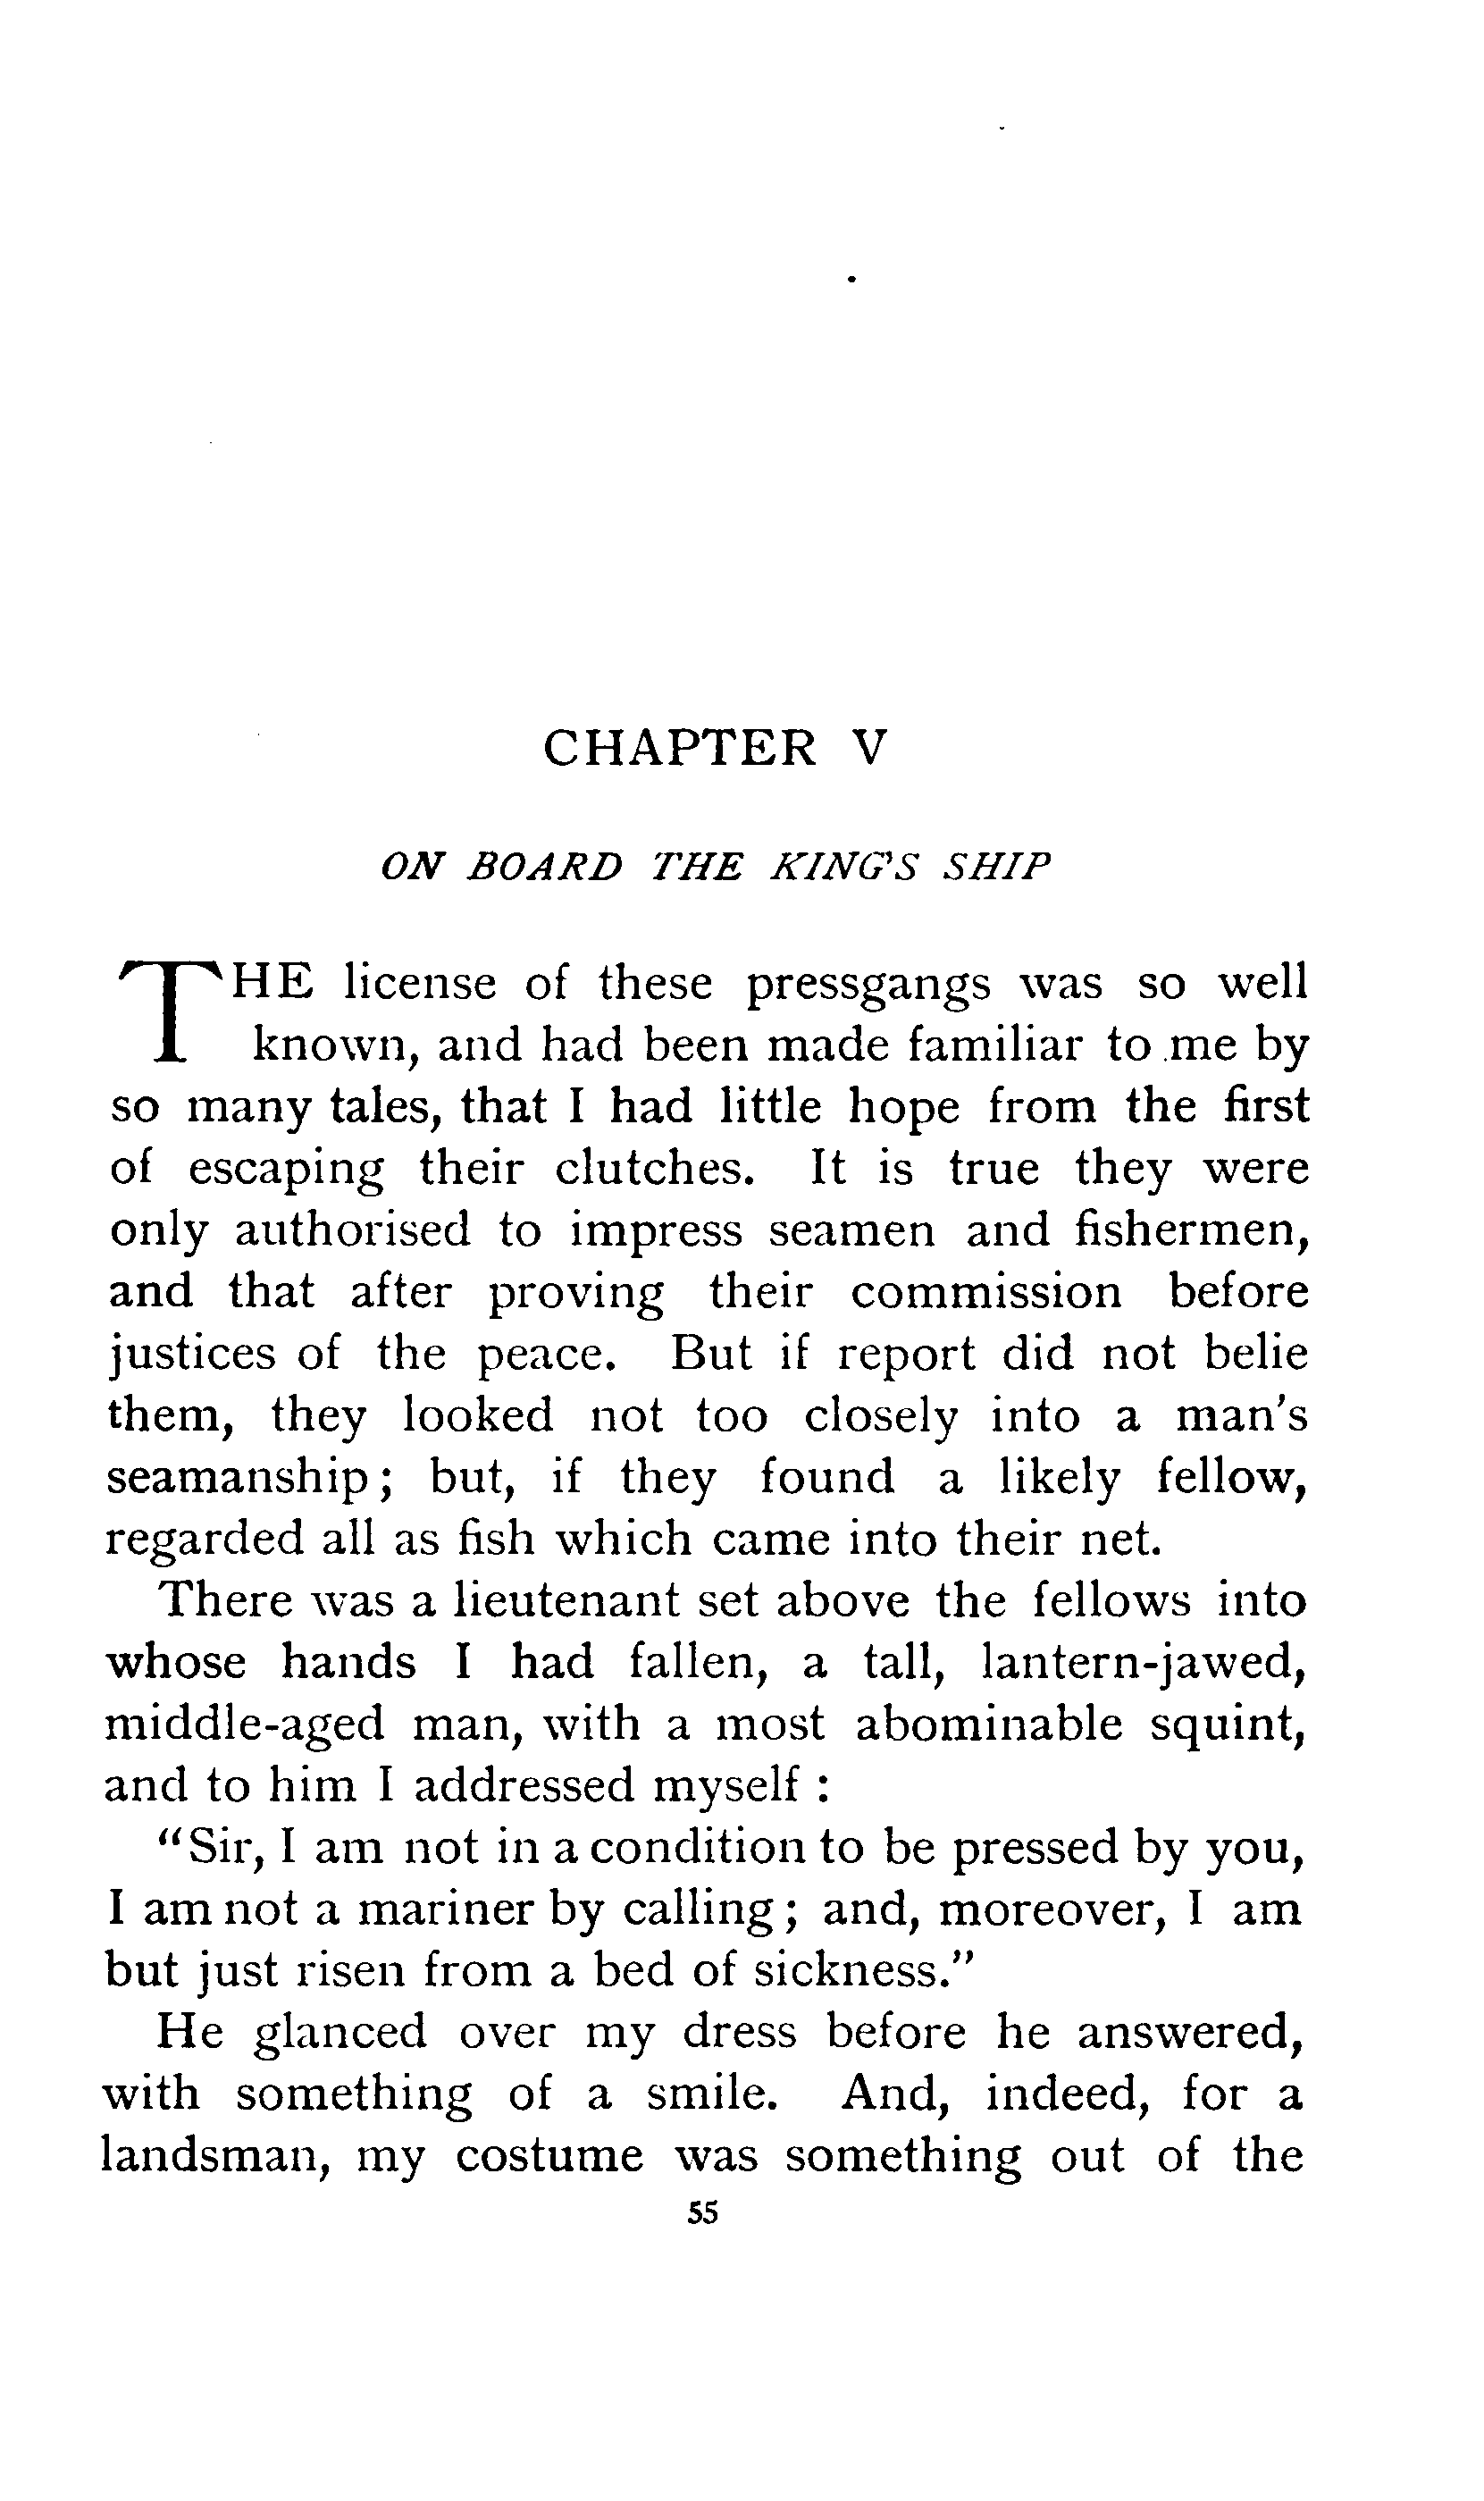 CHAPTER V
ON BOARD THE KING'S SHIP
THE license of these pressgangs was so well
known, and had been made familiar to me by
so many tales, that I had little hope from the first
of escaping their clutches. It is true they were
only authorised to impress seamen and fishermen,
and that after proving their commission before
justices of the peace. But if report did not belie
them, they looked not too closely into a man's
seamanship; but, if they found a likely fellow,
regarded all as fish which came into their net.
There was a lieutenant set above the fellows into
whose hands I had fallen, a tall, lantern-jawed,
middle-aged man, with a most abominable squint,
and to him I addressed myself :
"Sir, I am not in a condition to be pressed by you,
I am not a mariner by calling; and, moreover, I am
but just risen from a bed of sickness."
He glanced over my dress before he answered,
with something of a smile. And, indeed, for a
landsman, my costume was something out of the
55